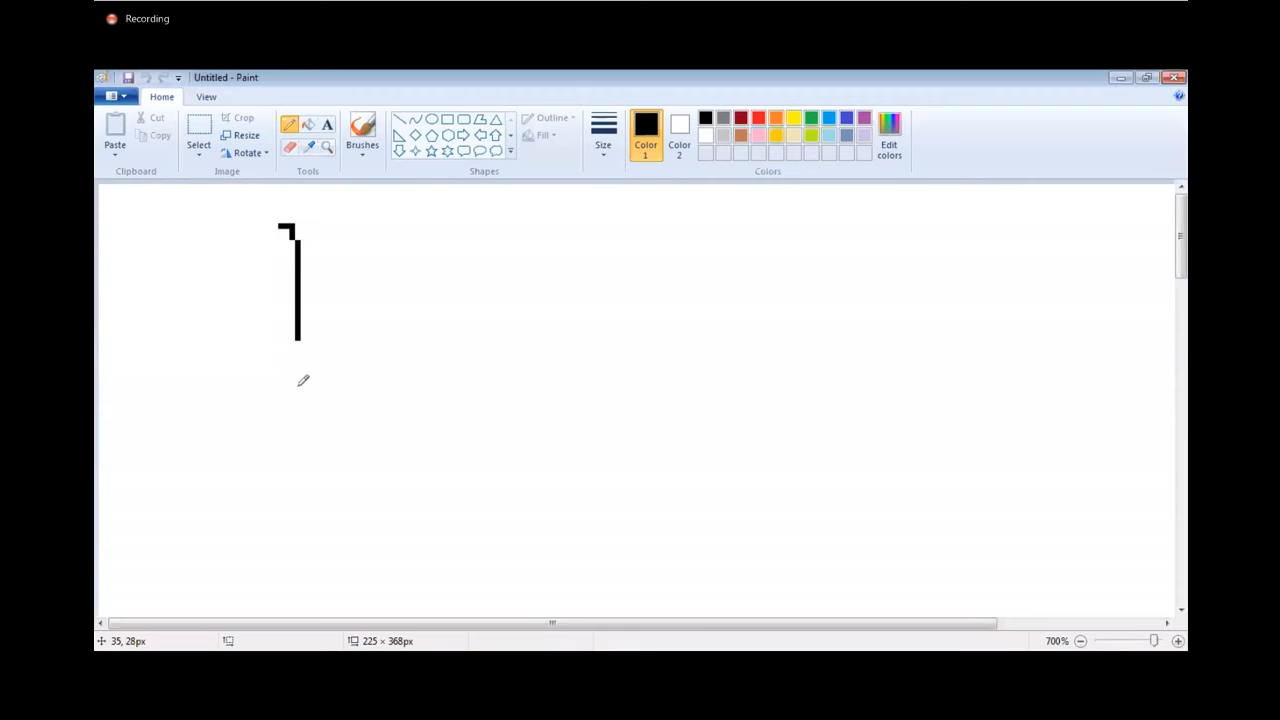 Recording
Untitled - Paint
Home View
Paste Cut Copy Select Crop Resize Rotate A Brushes Outline Fill Size Color 1 Color 2 Edit colors
Clipboard Image Tools Shapes Colors
35, 28px 225 × 368px 700%